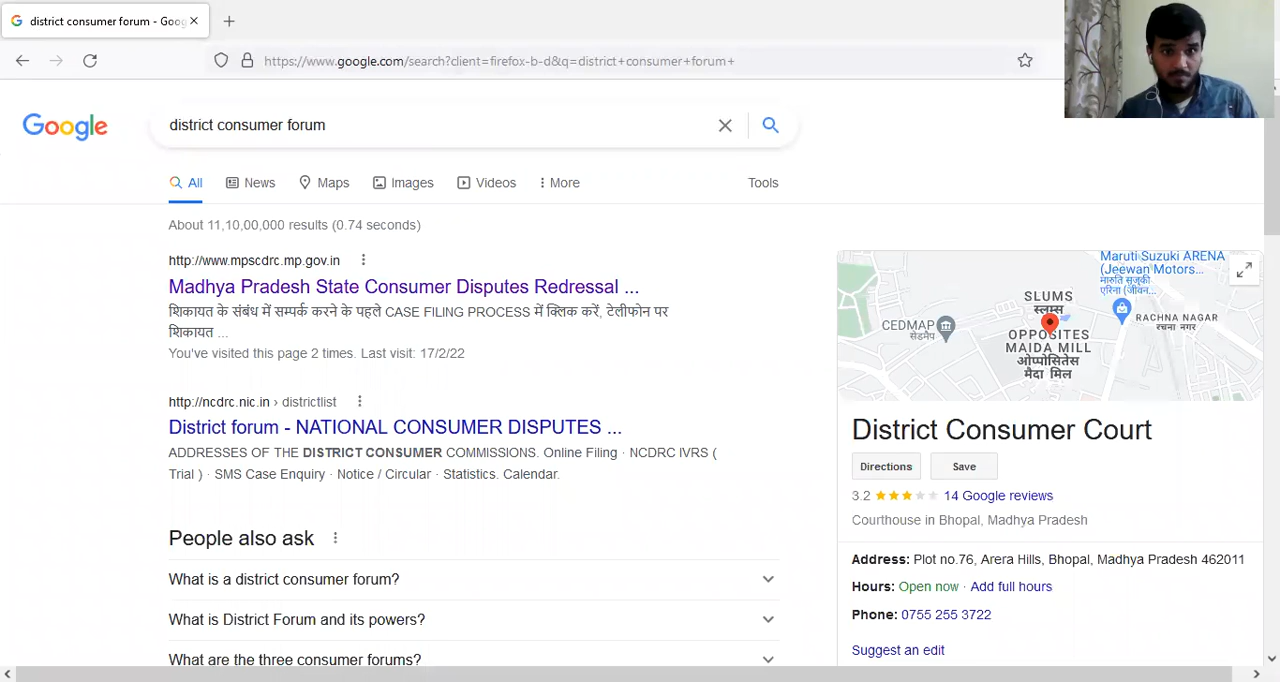 district consumer forum - Goog
https://www.google.com/search?client=firefox-b-d&q=district+consumer+forum+
Google
district consumer forum
All
News
Maps
Images
Videos
More
Tools
About 11,10,00,000 results (0.74 seconds)
http://www.mpscdrc.mp.gov.in
Madhya Pradesh State Consumer Disputes Redressal ...
शिकायत के संबंध में सम्पर्क करने के पहले CASE FILING PROCESS में क्लिक करें, टेलीफोन पर
शिकायत ...
You've visited this page 2 times. Last visit: 17/2/22
http://ncdrc.nic.in › districtlist
District forum - NATIONAL CONSUMER DISPUTES ...
ADDRESSES OF THE DISTRICT CONSUMER COMMISSIONS. Online Filing · NCDRC IVRS (
Trial ) · SMS Case Enquiry · Notice / Circular · Statistics. Calendar.
People also ask
What is a district consumer forum?
What is District Forum and its powers?
What are the three consumer forums?
Maruti Suzuki ARENA
(Jeewan Motors...
मारुति सुजूकी
एरिना (जीवन...
SLUMS
स्लम्स
CEDMAP
सेडमैप
OPPOSITES
MAIDA MILL
ओप्पोसितेस
मैदा मिल
RACHNA NAGAR
रचना नगर
District Consumer Court
Directions
Save
3.2
14 Google reviews
Courthouse in Bhopal, Madhya Pradesh
Address: Plot no.76, Arera Hills, Bhopal, Madhya Pradesh 462011
Hours: Open now · Add full hours
Phone: 0755 255 3722
Suggest an edit